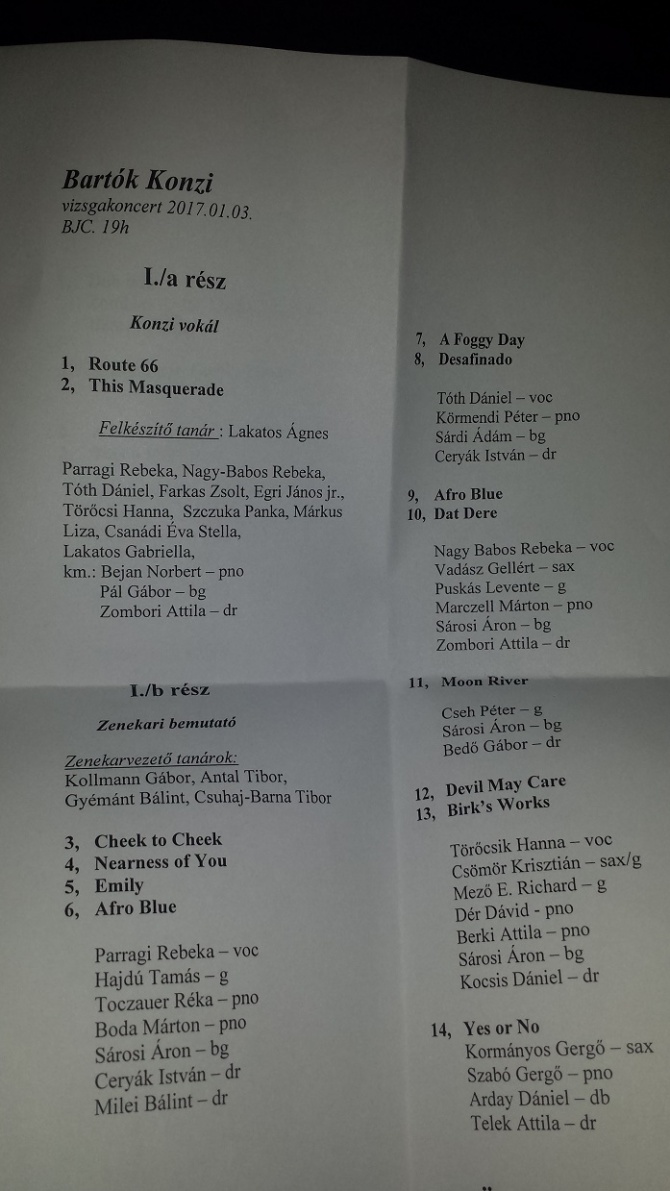 Bartók Konzi
vizsgakoncert 2017.01.03.
BJC. 19h
I./a rész
Konzi vokál
1, Route 66
2, This Masquerade
Felkészítő tanár : Lakatos Ágnes
Parragi Rebeka, Nagy-Babos Rebeka,
Tóth Dániel, Farkas Zsolt, Egri János jr.,
Törőcsi Hanna, Szczuka Panka, Márkus
Liza, Csanádi Éva Stella,
Lakatos Gabriella,
km.: Bejan Norbert – pno
Pál Gábor – bg
Zombori Attila – dr
I./b rész
Zenekari bemutató
Zenekarvezető tanárok:
Kollmann Gábor, Antal Tibor,
Gyémánt Bálint, Csuhaj-Barna Tibor
3, Cheek to Cheek
4, Nearness of You
5, Emily
6, Afro Blue
Parragi Rebeka – voc
Hajdú Tamás – g
Toczauer Réka – pno
Boda Márton – pno
Sárosi Áron – bg
Ceryák István – dr
Milei Bálint – dr
7, A Foggy Day
8, Desafinado
Tóth Dániel – voc
Körmendi Péter – pno
Sárdi Ádám – bg
Ceryák István – dr
9, Afro Blue
10, Dat Dere
Nagy Babos Rebeka – voc
Vadász Gellért – sax
Puskás Levente – g
Marczell Márton – pno
Sárosi Áron – bg
Zombori Attila – dr
11, Moon River
Cseh Péter – g
Sárosi Áron – bg
Bedő Gábor – dr
12, Devil May Care
13, Birk's Works
Törőcsik Hanna – voc
Csömör Krisztián – sax/g
Mező E. Richard – g
Dér Dávid - pno
Berki Attila – pno
Sárosi Áron – bg
Kocsis Dániel – dr
14, Yes or No
Kormányos Gergő – sax
Szabó Gergő – pno
Arday Dániel – db
Telek Attila – dr